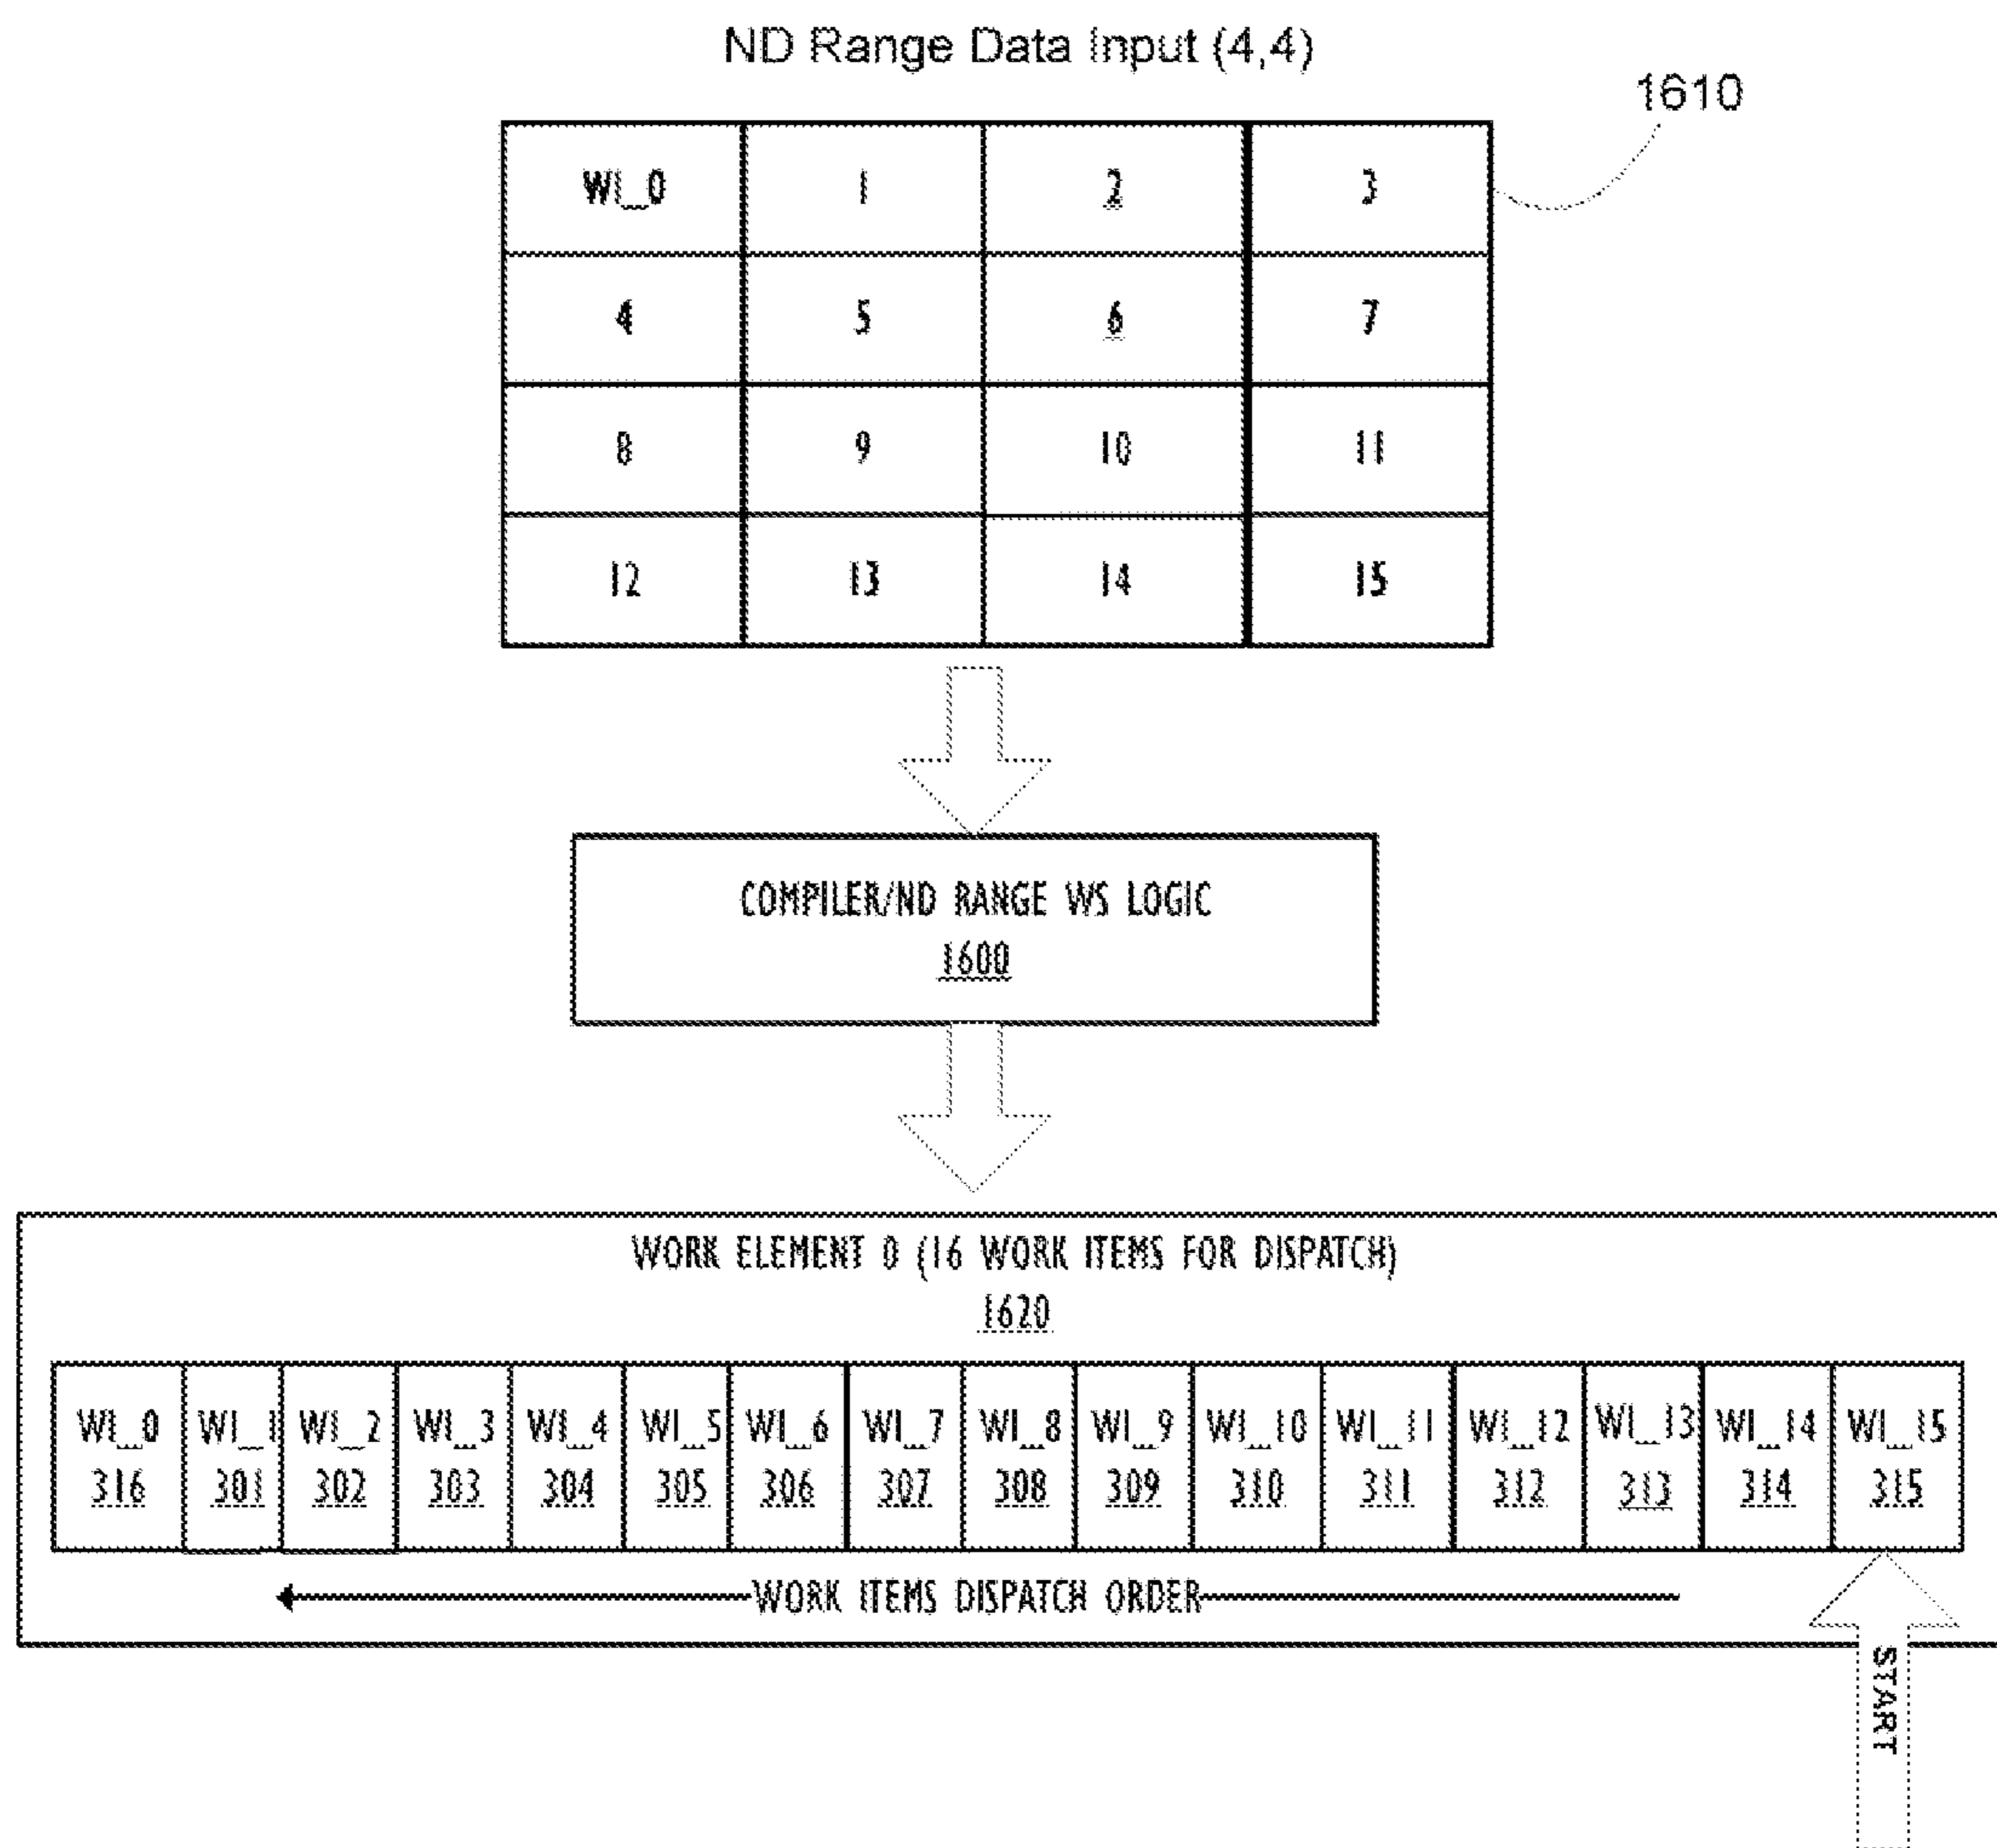 ND Range Data Input (4,4)
1610
WI_0 1 2 3
4 5 6 7
8 9 10 11
12 13 14 15
COMPILER/ND RANGE WS LOGIC
1600
WORK ELEMENT 0 (16 WORK ITEMS FOR DISPATCH)
1620
WI_0 WI_1 WI_2 WI_3 WI_4 WI_5 WI_6 WI_7 WI_8 WI_9 WI_10 WI_11 WI_12 WI_13 WI_14 WI_15
316 301 302 303 304 305 306 307 308 309 310 311 312 313 314 315
WORK ITEMS DISPATCH ORDER
START